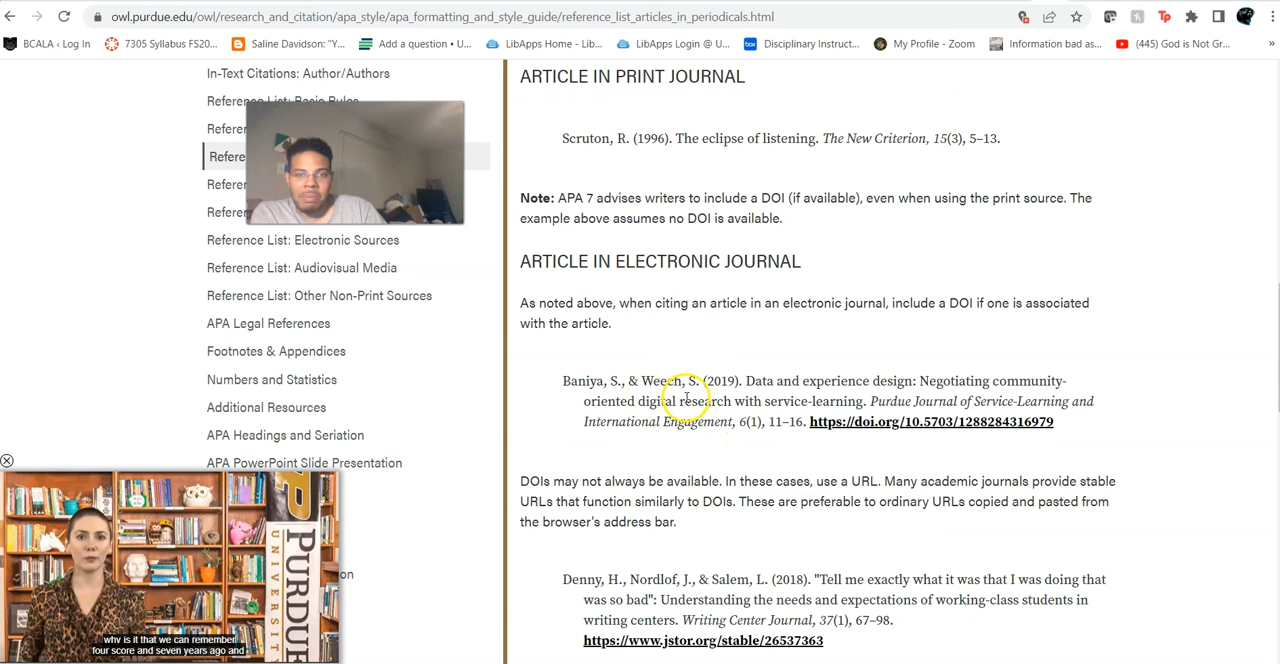 owl.purdue.edu/owl/research_and_citation/apa_style/apa_formatting_and_style_guide/reference_list_articles_in_periodicals.html
BCALA ‹ Log In
7305 Syllabus FS20...
Saline Davidson: "Y...
Add a question • U...
LibApps Home - Lib...
LibApps Login @ U...
box
Disciplinary Instruct...
My Profile - Zoom
Information bad as...
(445) God is Not Gr...
»
In-Text Citations: Author/Authors
Reference List: Basic Rules
Refer
Refere
Refer
Refer
Reference List: Electronic Sources
Reference List: Audiovisual Media
Reference List: Other Non-Print Sources
APA Legal References
Footnotes & Appendices
Numbers and Statistics
Additional Resources
APA Headings and Seriation
APA PowerPoint Slide Presentation
on
ARTICLE IN PRINT JOURNAL
Scruton, R. (1996). The eclipse of listening. The New Criterion, 15(3), 5–13.
Note: APA 7 advises writers to include a DOI (if available), even when using the print source. The
example above assumes no DOI is available.
ARTICLE IN ELECTRONIC JOURNAL
As noted above, when citing an article in an electronic journal, include a DOI if one is associated
with the article.
Baniya, S., & Weech, S. (2019). Data and experience design: Negotiating community-
oriented digital research with service-learning. Purdue Journal of Service-Learning and
International Engagement, 6(1), 11–16. https://doi.org/10.5703/1288284316979
DOIs may not always be available. In these cases, use a URL. Many academic journals provide stable
URLs that function similarly to DOIs. These are preferable to ordinary URLs copied and pasted from
the browser's address bar.
Denny, H., Nordlof, J., & Salem, L. (2018). "Tell me exactly what it was that I was doing that
was so bad": Understanding the needs and expectations of working-class students in
writing centers. Writing Center Journal, 37(1), 67–98.
https://www.jstor.org/stable/26537363
PURDUE
UNIVERSITY
why is it that we can remember
four score and seven years ago and